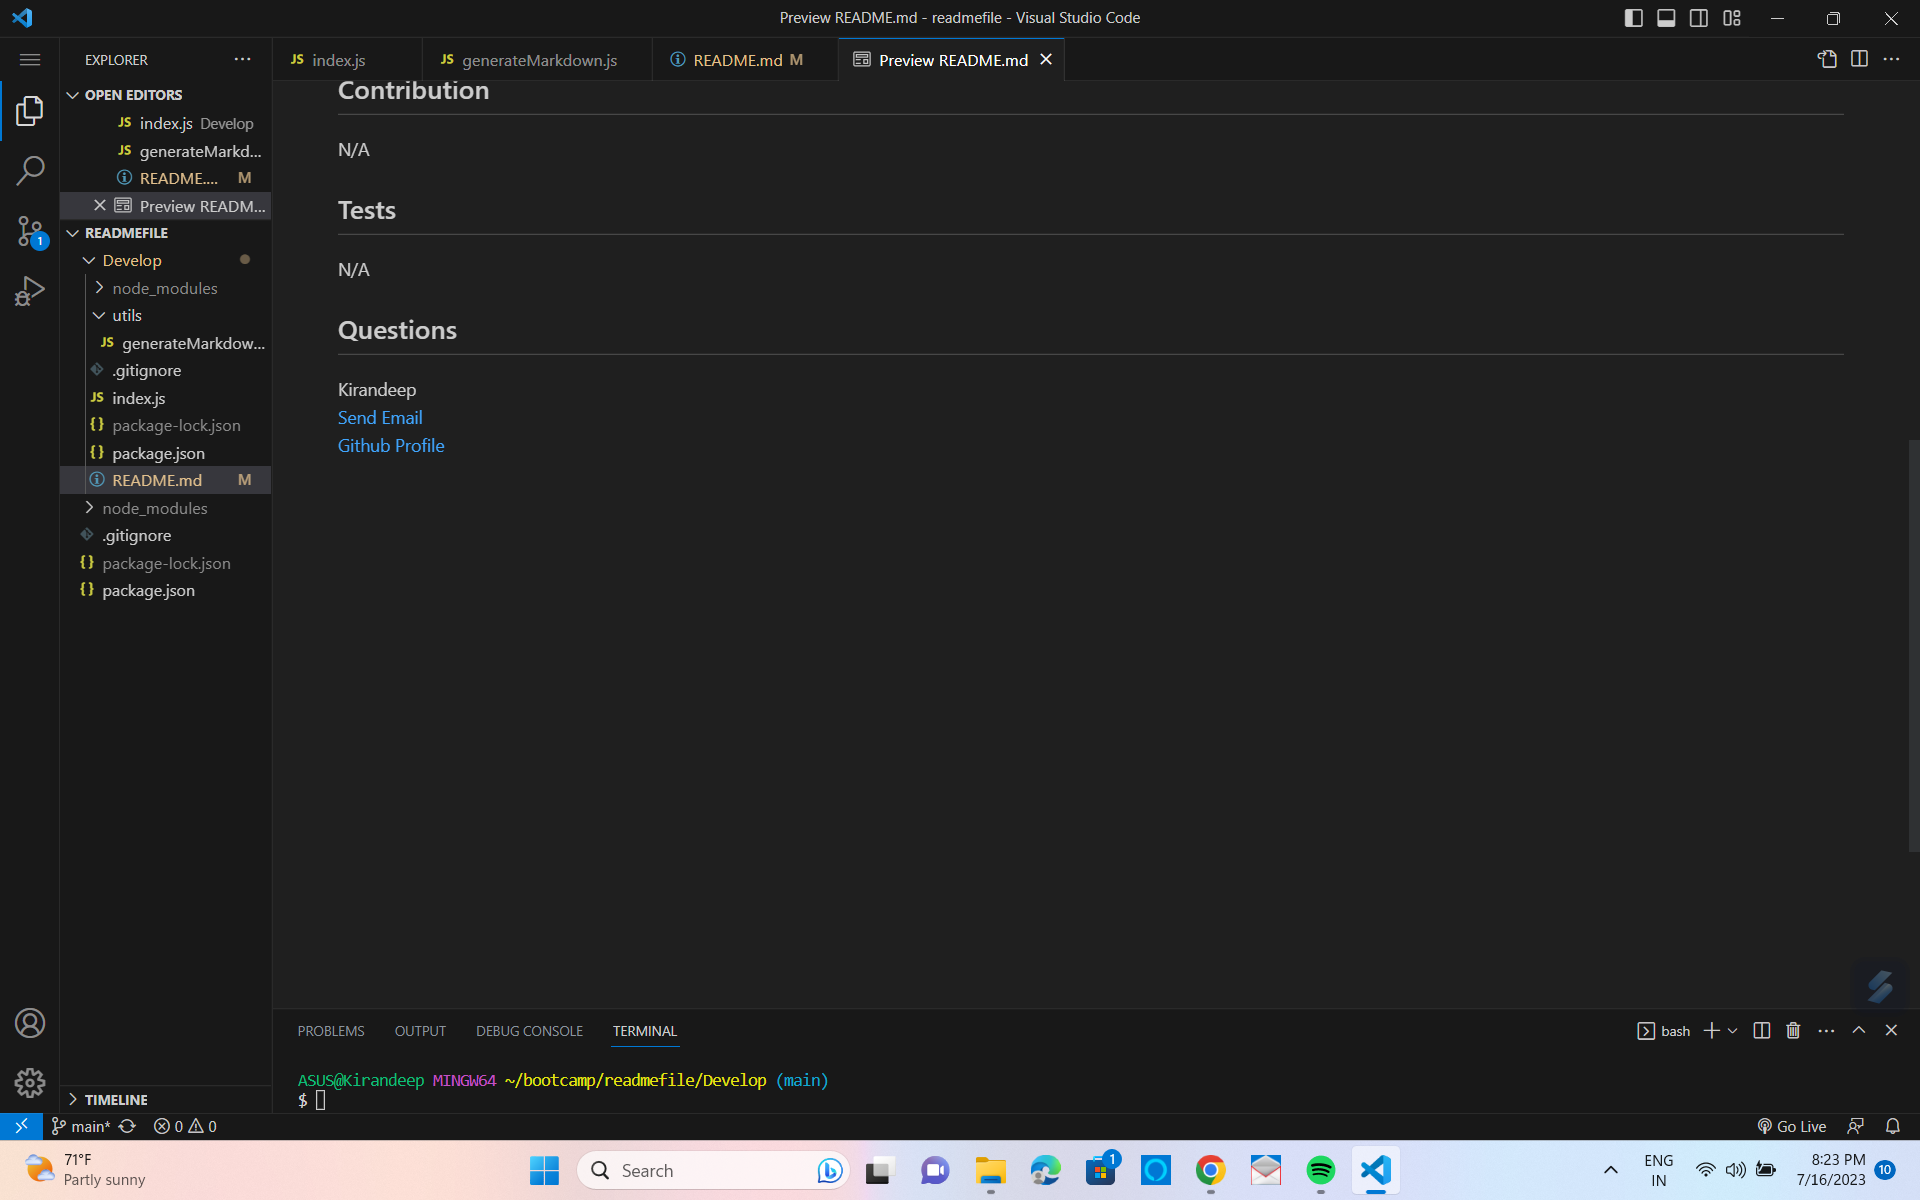 Preview README.md - readmefile - Visual Studio Code
EXPLORER
JS index.js
JS generateMarkdown.js
README.md M
Preview README.md
OPEN EDITORS
JS index.js Develop
JS generateMarkd...
README.... M
Preview READM...
READMEFILE
Develop
node_modules
utils
JS generateMarkdow...
.gitignore
JS index.js
{} package-lock.json
{} package.json
README.md M
node_modules
.gitignore
{} package-lock.json
{} package.json
TIMELINE
1
Contribution
N/A
Tests
N/A
Questions
Kirandeep
Send Email
Github Profile
PROBLEMS
OUTPUT
DEBUG CONSOLE
TERMINAL
bash
ASUS@Kirandeep MINGW64 ~/bootcamp/readmefile/Develop (main)
$
main*
0
0
Go Live
71°F
Partly sunny
Search
1
ENG
IN
8:23 PM
7/16/2023
10